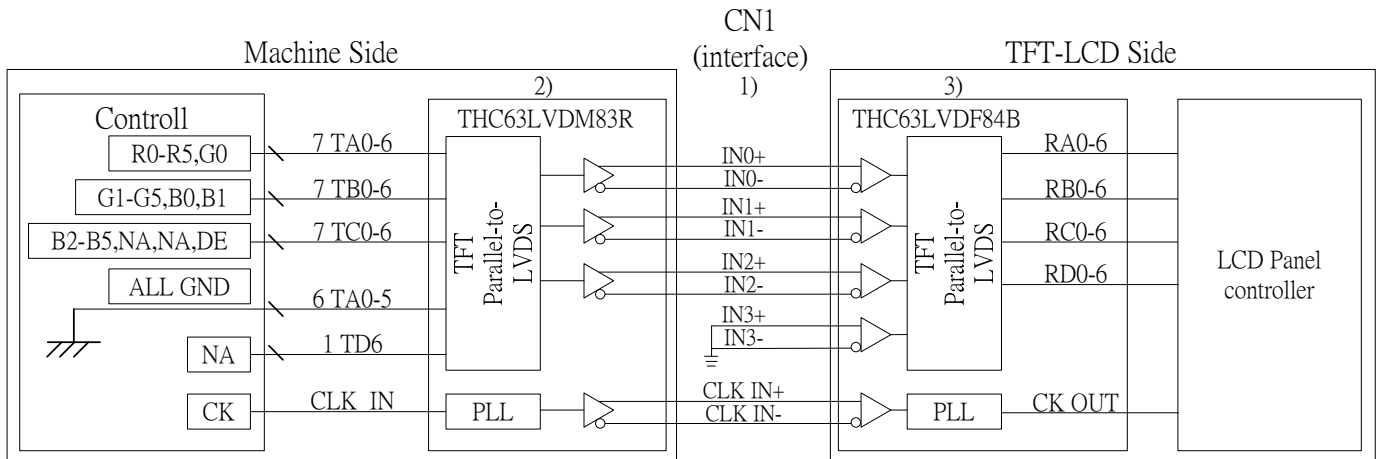 CN1
(interface)
1)
Machine Side
TFT-LCD Side
Controll
R0-R5,G0
G1-G5,B0,B1
B2-B5,NA,NA,DE
ALL GND
NA
CK
7 TA0-6
7 TB0-6
7 TC0-6
6 TA0-5
1 TD6
CLK IN
2)
THC63LVDM83R
TFT
Parallel-to-
LVDS
PLL
IN0+
IN0-
IN1+
IN1-
IN2+
IN2-
IN3+
IN3-
CLK IN+
CLK IN-
3)
THC63LVDF84B
TFT
Parallel-to-
LVDS
PLL
RA0-6
RB0-6
RC0-6
RD0-6
CK OUT
LCD Panel
controller